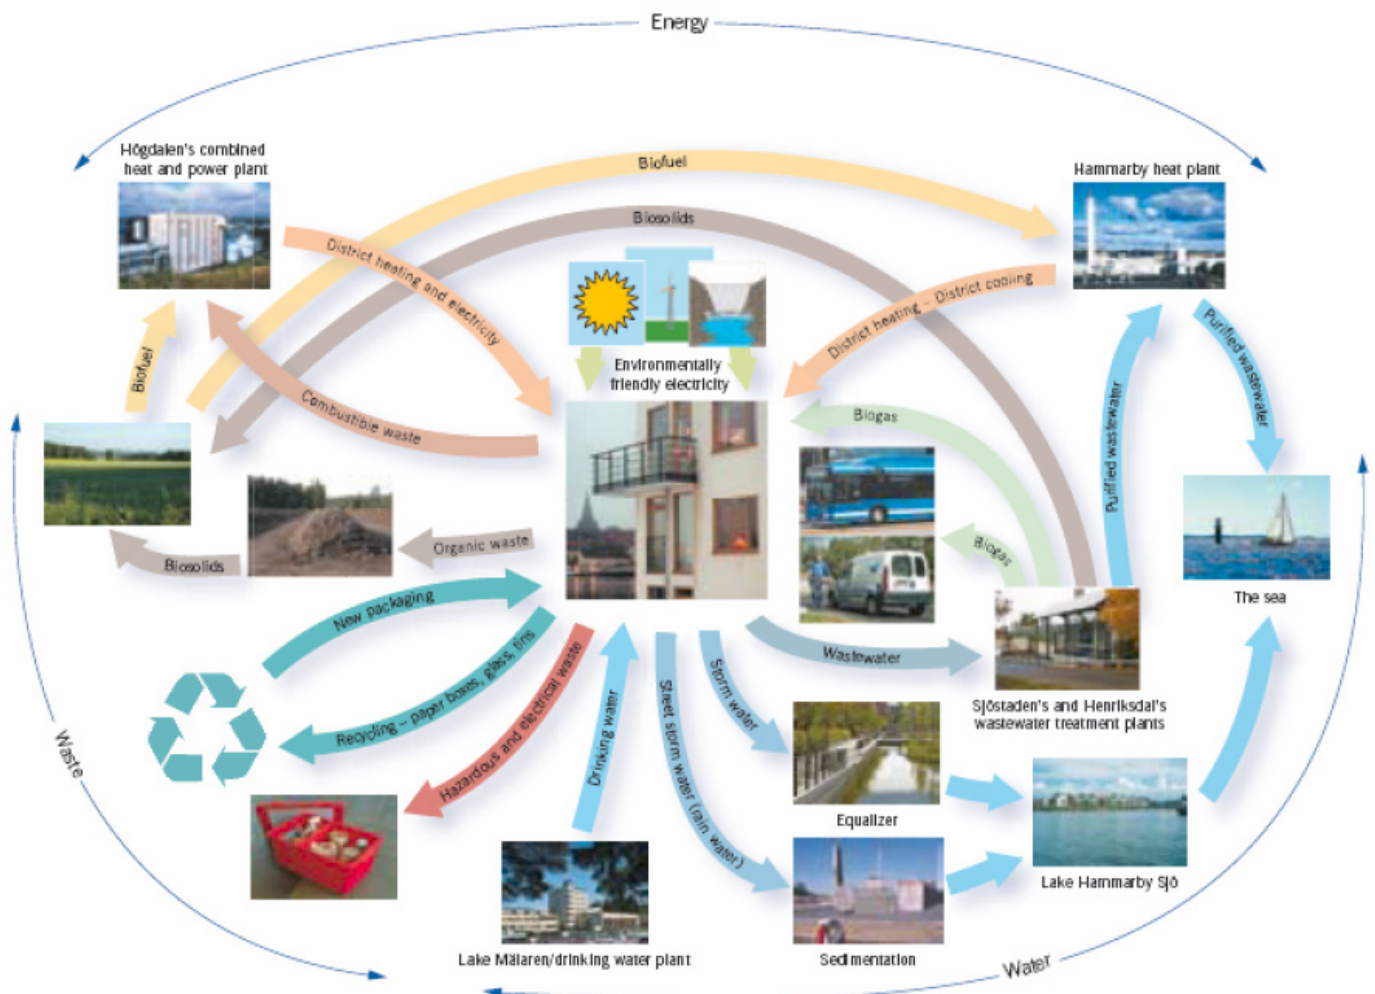 Energy
Högdalen's combined
heat and power plant
Biofuel
Hammarby heat plant
Biosolids
District heating and electricity
District heating – District cooling
Purified wastewater
Environmentally
friendly electricity
Biofuel
Combustible waste
Biogas
Purified wastewater
Organic waste
Biogas
Biosolids
The sea
New packaging
Wastewater
Recycling – paper boxes, glass, tins
Hazardous and electrical waste
Drinking water
Street storm water (rain water)
Storm water
Sjöstaden's and Henriksdal's
wastewater treatment plants
Waste
Equalizer
Lake Hammarby Sjö
Lake Mälaren/drinking water plant
Sedimentation
Water